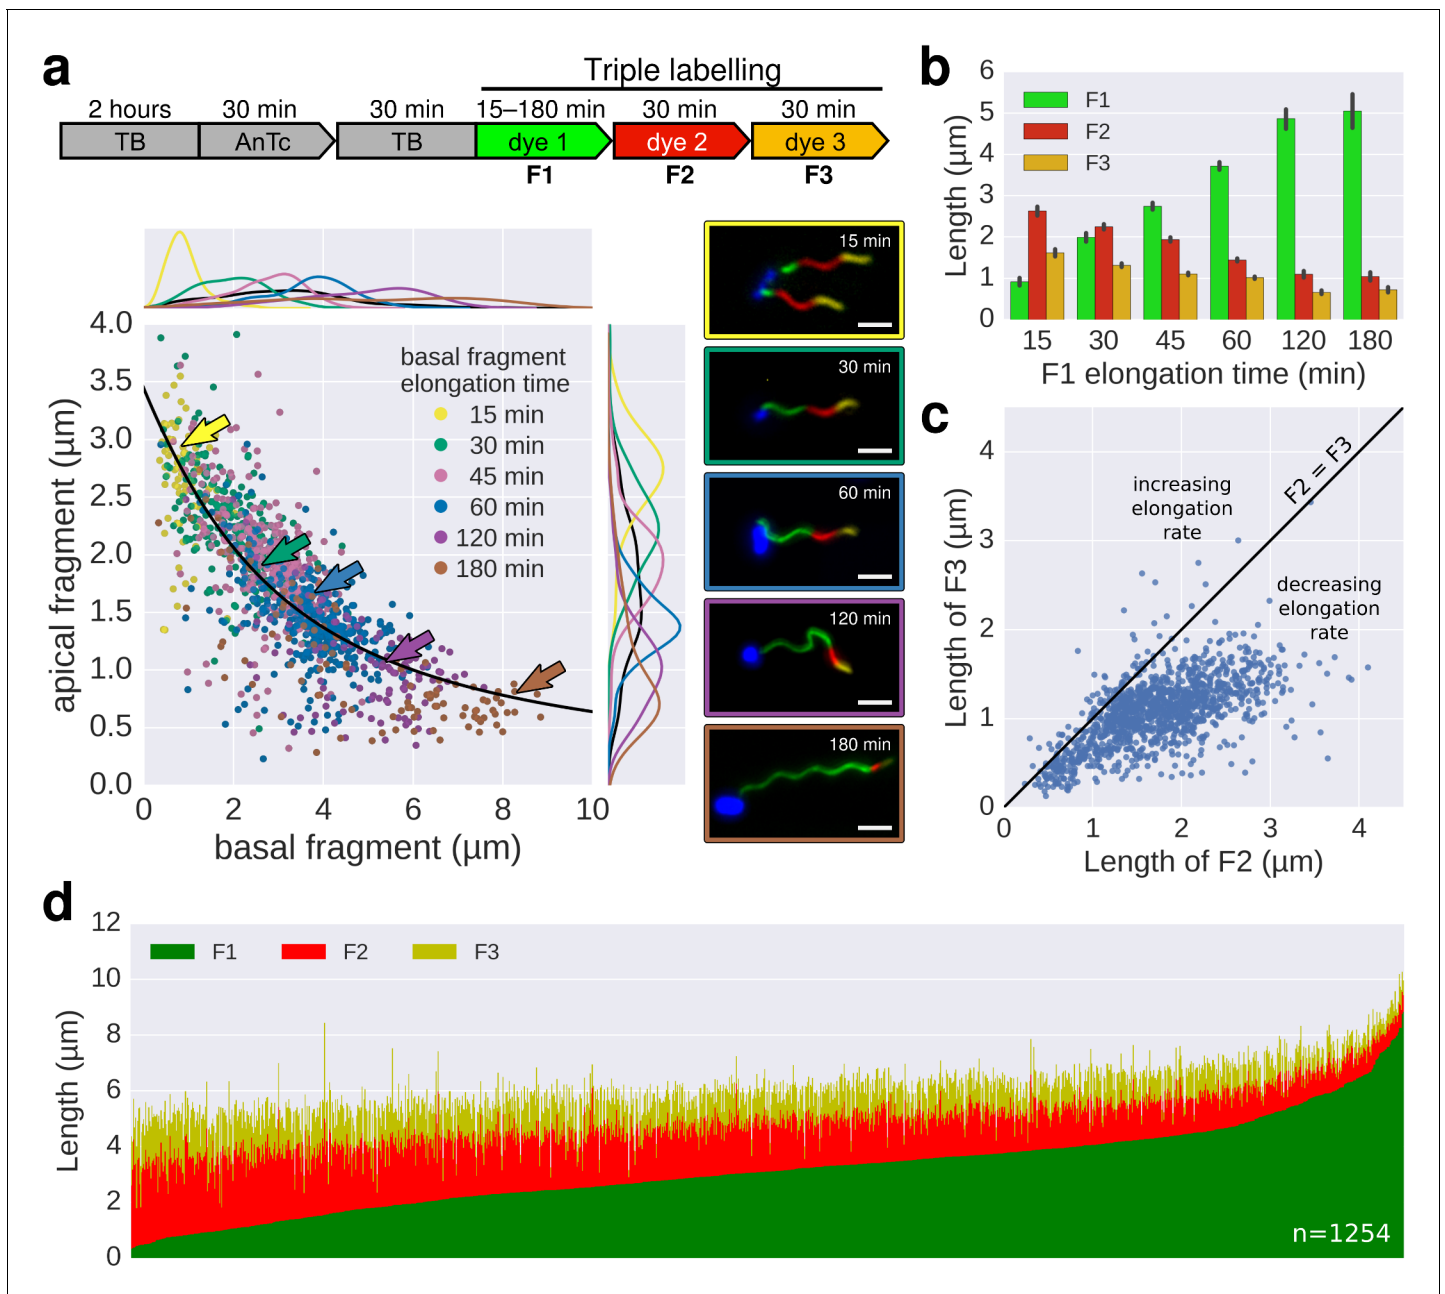 a
Triple labelling
2 hours 30 min 30 min 15–180 min 30 min 30 min
TB AnTc TB dye 1 dye 2 dye 3
F1 F2 F3
4.0
3.5
3.0
2.5
2.0
1.5
1.0
0.5
0.0
apical fragment (µm)
0 2 4 6 8 10
basal fragment (µm)
basal fragment
elongation time
15 min
30 min
45 min
60 min
120 min
180 min
15 min
30 min
60 min
120 min
180 min
b
6
5
4
3
2
1
0
Length (µm)
F1
F2
F3
15 30 45 60 120 180
F1 elongation time (min)
c
4
3
2
1
0
Length of F3 (µm)
F2 = F3
increasing
elongation
rate
decreasing
elongation
rate
0 1 2 3 4
Length of F2 (µm)
d
12
10
8
6
4
2
0
Length (µm)
F1 F2 F3
n=1254